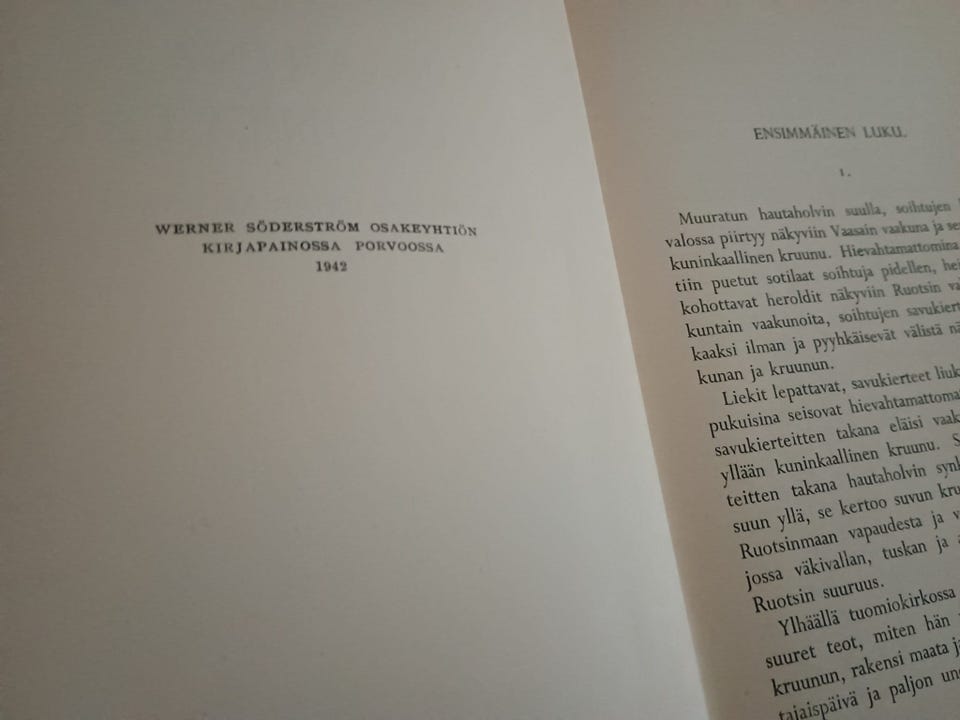 WERNER SÖDERSTRÖM OSAKEYHTIÖN
KIRJAPAINOSSA PORVOOSSA
1942
ENSIMMÄINEN LUKU.
1.
Muuratun hautaholvin suulla, soihtujen
valossa piirtyy näkyviin Vaasain vaakuna ja
kuninkaallinen kruunu. Hievahtamattomina
tiin puetut sotilaat soihtuja pidellen,
kohottavat heroldit näkyviin Ruotsin
kuntain vaakunoita, soihtujen
kaaksi ilman ja pyyhkäisevät välistä
kunan ja kruunun.
Liekit lepattavat, savukierteet
pukuisina seisovat
savukierteitten takana eläisi
yllään kuninkaallinen kruunu.
teitten takana hautaholvin
suun yllä, se kertoo suvun
Ruotsinmaan vapaudesta ja
jossa väkivallan, tuskan ja
Ruotsin suuruus.
Ylhäällä tuomiokirkossa
suuret teot, miten hän
kruunun, rakensi maata
tajaispäivä ja paljon